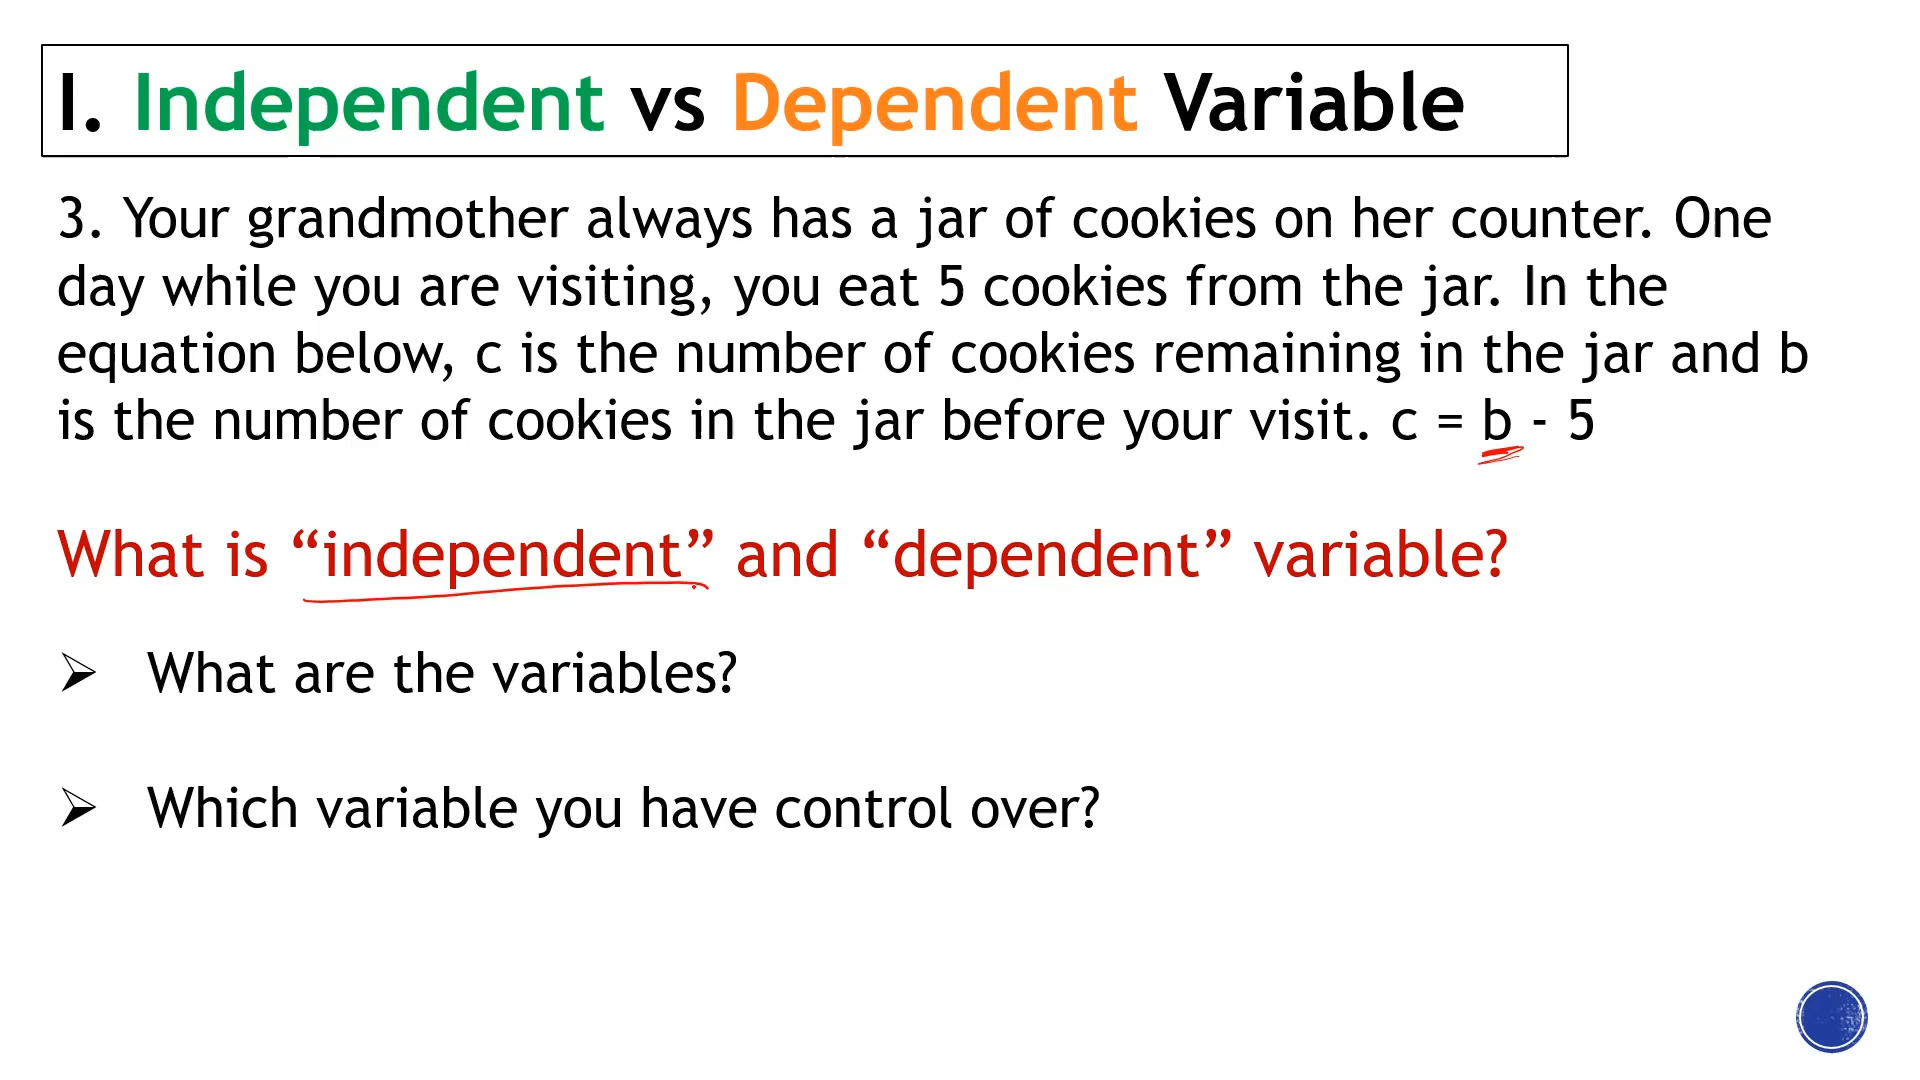 I. Independent vs Dependent Variable
3. Your grandmother always has a jar of cookies on her counter. One
day while you are visiting, you eat 5 cookies from the jar. In the
equation below, c is the number of cookies remaining in the jar and b
is the number of cookies in the jar before your visit. c = b - 5
What is “independent” and “dependent” variable?
➢ What are the variables?
➢ Which variable you have control over?